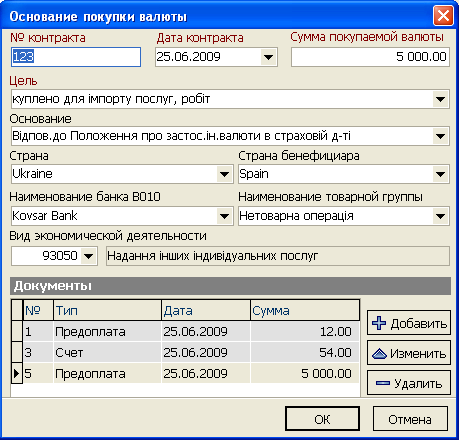 Основание покупки валюты
№ контракта Дата контракта Сумма покупаемой валюты
123 25.06.2009 5 000.00
Цель
куплено для імпорту послуг, робіт
Основание
Відпов.до Положення про застос.ін.валюти в страховій д-ті
Страна Страна бенефициара
Ukraine Spain
Наименование банка B010 Наименование товарной группы
Kovsar Bank Нетоварна операція
Вид экономической деятельности
93050 Надання інших індивідуальних послуг
Документы
№ Тип Дата Сумма
1 Предоплата 25.06.2009 12.00
3 Счет 25.06.2009 54.00
5 Предоплата 25.06.2009 5 000.00
Добавить
Изменить
Удалить
ОК Отмена